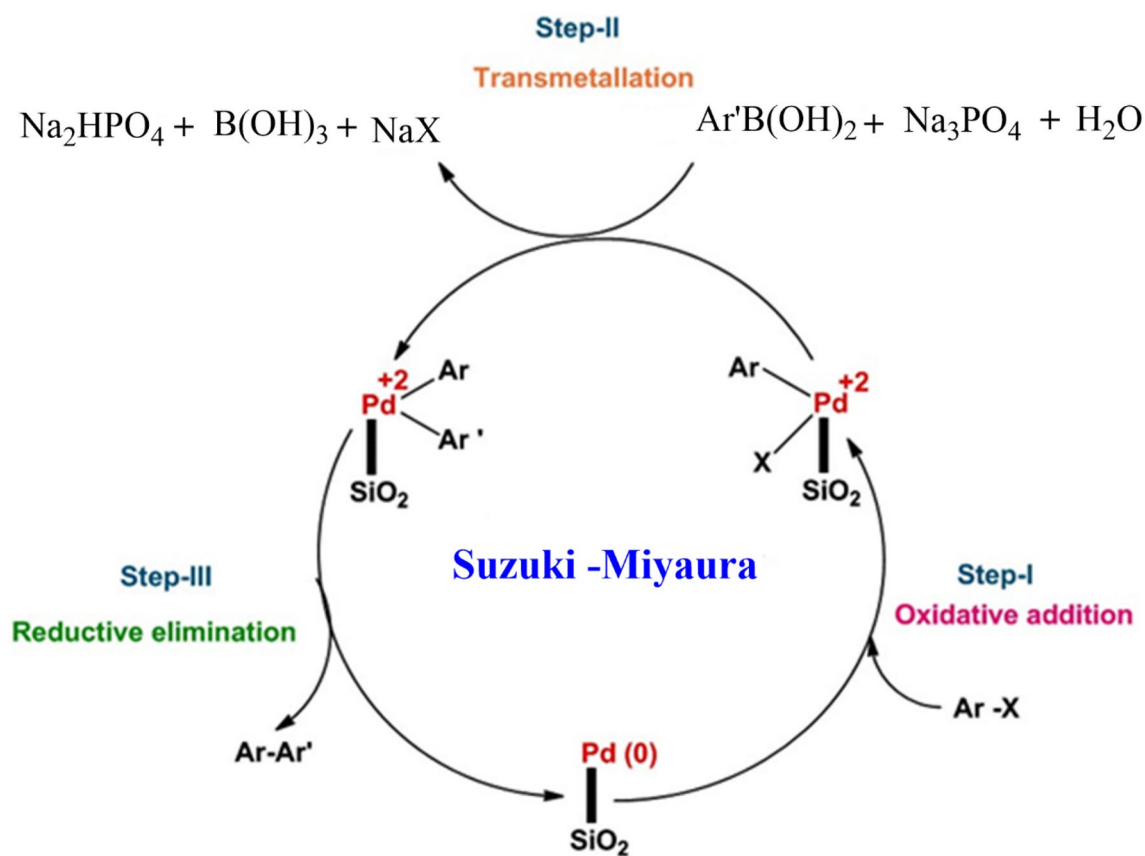 Step-II
Transmetallation
Na₂HPO₄ + B(OH)₃ + NaX
Ar'B(OH)₂ + Na₃PO₄ + H₂O
+2
Pd
Ar
Ar '
SiO₂
Ar
+2
Pd
X
SiO₂
Suzuki -Miyaura
Step-III
Reductive elimination
Step-I
Oxidative addition
Ar -X
Ar-Ar'
Pd (0)
SiO₂